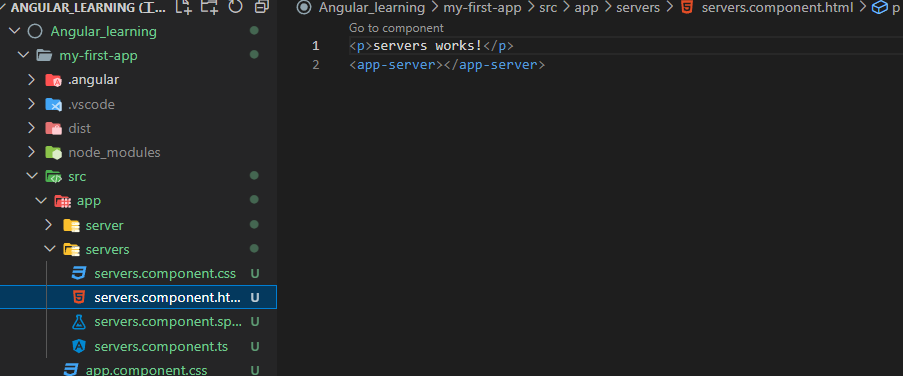 ANGULAR_LEARNING (
Angular_learning
my-first-app
.angular
.vscode
dist
node_modules
src
app
server
servers
servers.component.css U
servers.component.ht... U
servers.component.sp... U
servers.component.ts U
app.component.css U
Angular_learning > my-first-app > src > app > servers > servers.component.html > p
Go to component
1 <p>servers works!</p>
2 <app-server></app-server>